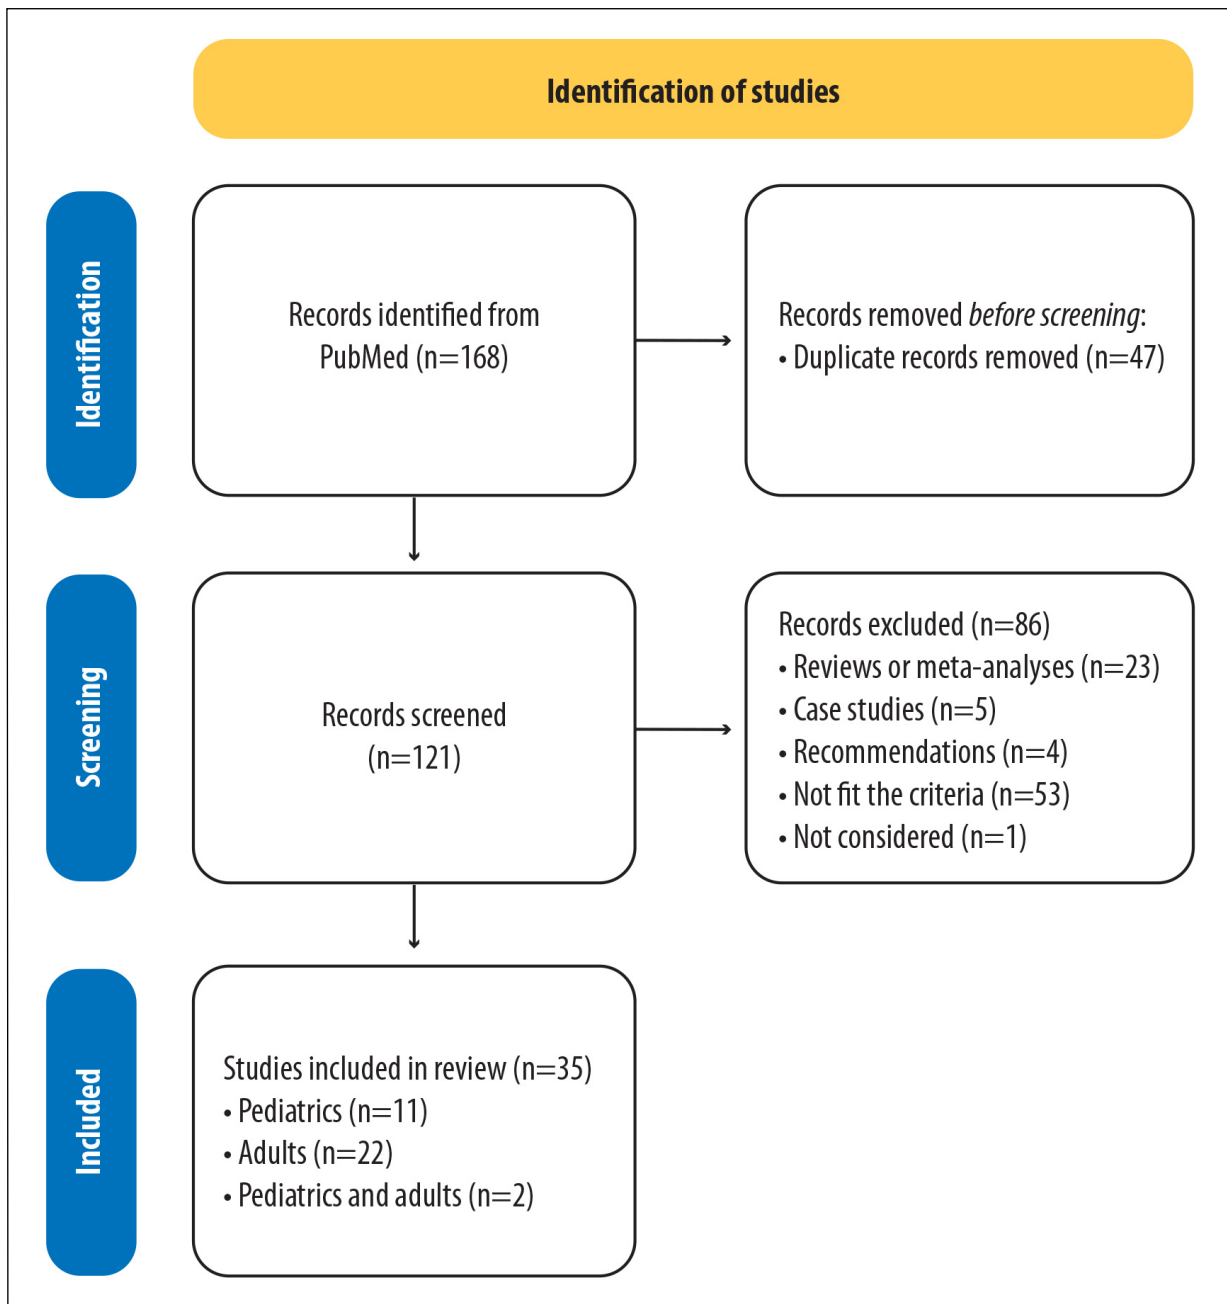 Identification of studies
Identification
Records identified from
PubMed (n=168)
Records removed before screening:
• Duplicate records removed (n=47)
Screening
Records screened
(n=121)
Records excluded (n=86)
• Reviews or meta-analyses (n=23)
• Case studies (n=5)
• Recommendations (n=4)
• Not fit the criteria (n=53)
• Not considered (n=1)
Included
Studies included in review (n=35)
• Pediatrics (n=11)
• Adults (n=22)
• Pediatrics and adults (n=2)